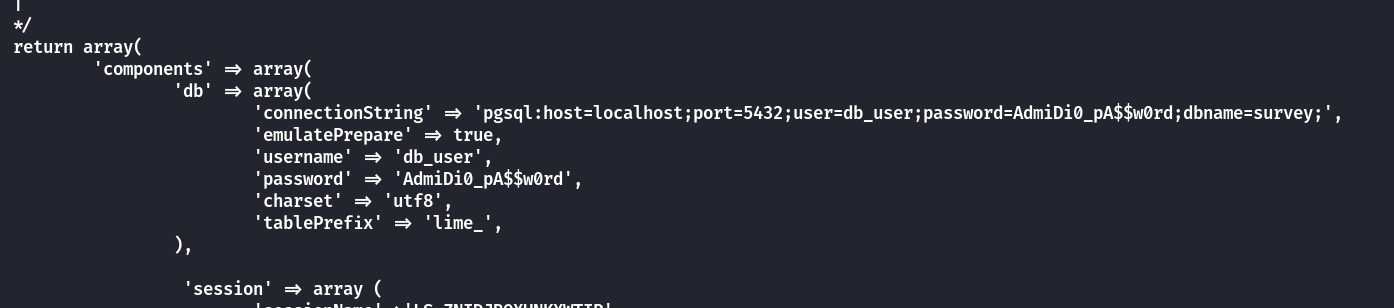 */
return array(
'components' => array(
'db' => array(
'connectionString' => 'pgsql:host=localhost;port=5432;user=db_user;password=AdmiDi0_pA$$w0rd;dbname=survey;',
'emulatePrepare' => true,
'username' => 'db_user',
'password' => 'AdmiDi0_pA$$w0rd',
'charset' => 'utf8',
'tablePrefix' => 'lime_',
),
'session' => array (